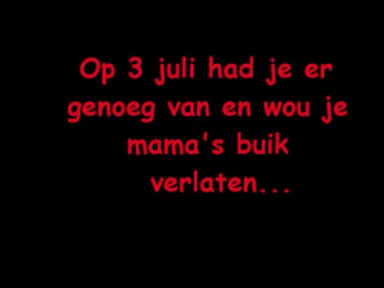 Op 3 juli had je er
genoeg van en wou je
mama's buik
verlaten...